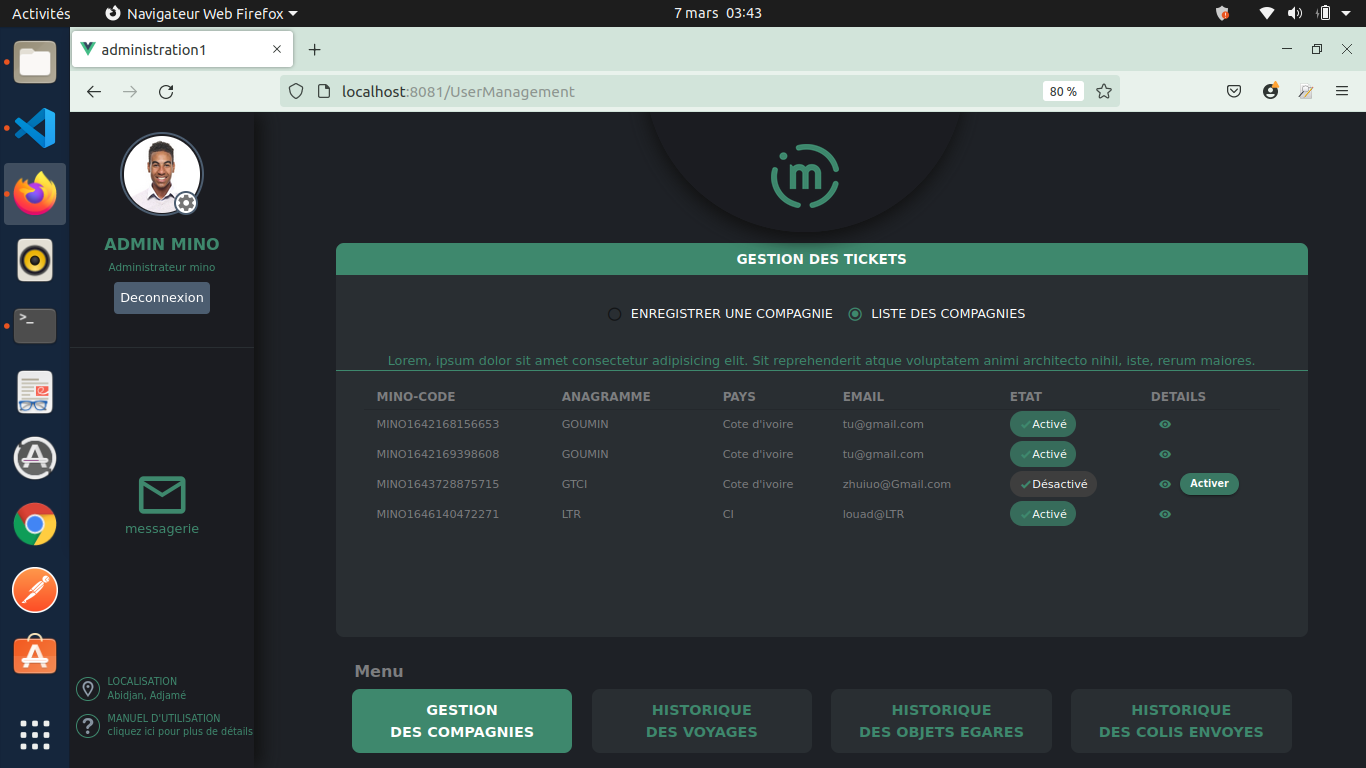 Activités Navigateur Web Firefox 7 mars 03:43
administration1
localhost:8081/UserManagement 80 %
m
ADMIN MINO
Administrateur mino
Deconnexion
messagerie
LOCALISATION
Abidjan, Adjamé
MANUEL D'UTILISATION
cliquez ici pour plus de détails
GESTION DES TICKETS
ENREGISTRER UNE COMPAGNIE LISTE DES COMPAGNIES
Lorem, ipsum dolor sit amet consectetur adipisicing elit. Sit reprehenderit atque voluptatem animi architecto nihil, iste, rerum maiores.
MINO-CODE ANAGRAMME PAYS EMAIL ETAT DETAILS
MINO1642168156653 GOUMIN Cote d'ivoire tu@gmail.com Activé
MINO1642169398608 GOUMIN Cote d'ivoire tu@gmail.com Activé
MINO1643728875715 GTCI Cote d'ivoire zhuiuo@Gmail.com Désactivé Activer
MINO1646140472271 LTR CI louad@LTR Activé
Menu
GESTION
DES COMPAGNIES
HISTORIQUE
DES VOYAGES
HISTORIQUE
DES OBJETS EGARES
HISTORIQUE
DES COLIS ENVOYES